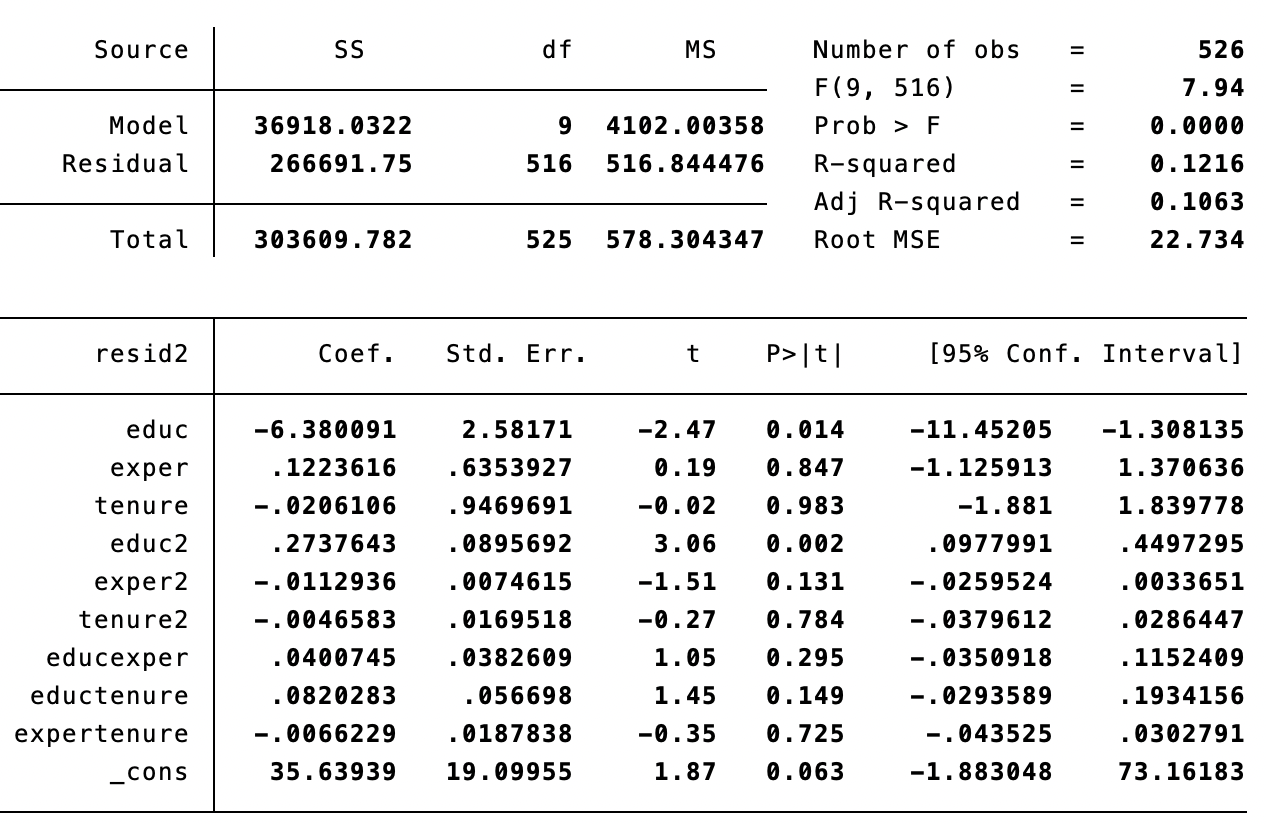 Source SS df MS Number of obs = 526
F(9, 516) = 7.94
Model 36918.0322 9 4102.00358 Prob > F = 0.0000
Residual 266691.75 516 516.844476 R-squared = 0.1216
Adj R-squared = 0.1063
Total 303609.782 525 578.304347 Root MSE = 22.734
resid2 Coef. Std. Err. t P>|t| [95% Conf. Interval]
educ -6.380091 2.58171 -2.47 0.014 -11.45205 -1.308135
exper .1223616 .6353927 0.19 0.847 -1.125913 1.370636
tenure -.0206106 .9469691 -0.02 0.983 -1.881 1.839778
educ2 .2737643 .0895692 3.06 0.002 .0977991 .4497295
exper2 -.0112936 .0074615 -1.51 0.131 -.0259524 .0033651
tenure2 -.0046583 .0169518 -0.27 0.784 -.0379612 .0286447
educexper .0400745 .0382609 1.05 0.295 -.0350918 .1152409
eductenure .0820283 .056698 1.45 0.149 -.0293589 .1934156
expertenure -.0066229 .0187838 -0.35 0.725 -.043525 .0302791
_cons 35.63939 19.09955 1.87 0.063 -1.883048 73.16183